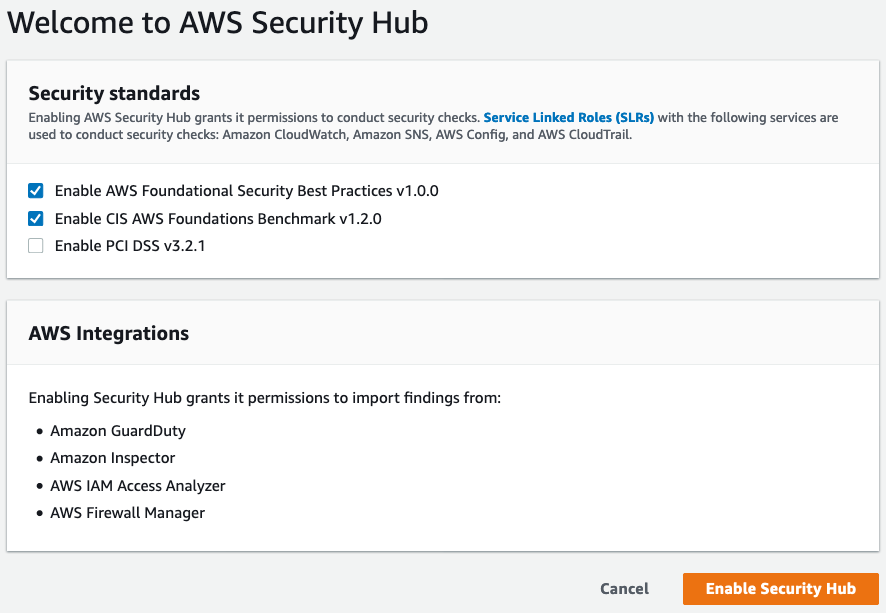 Welcome to AWS Security Hub
Security standards
Enabling AWS Security Hub grants it permissions to conduct security checks. Service Linked Roles (SLRs) with the following services are
used to conduct security checks: Amazon CloudWatch, Amazon SNS, AWS Config, and AWS CloudTrail.
Enable AWS Foundational Security Best Practices v1.0.0
Enable CIS AWS Foundations Benchmark v1.2.0
Enable PCI DSS v3.2.1
AWS Integrations
Enabling Security Hub grants it permissions to import findings from:
• Amazon GuardDuty
• Amazon Inspector
• AWS IAM Access Analyzer
• AWS Firewall Manager
Cancel Enable Security Hub